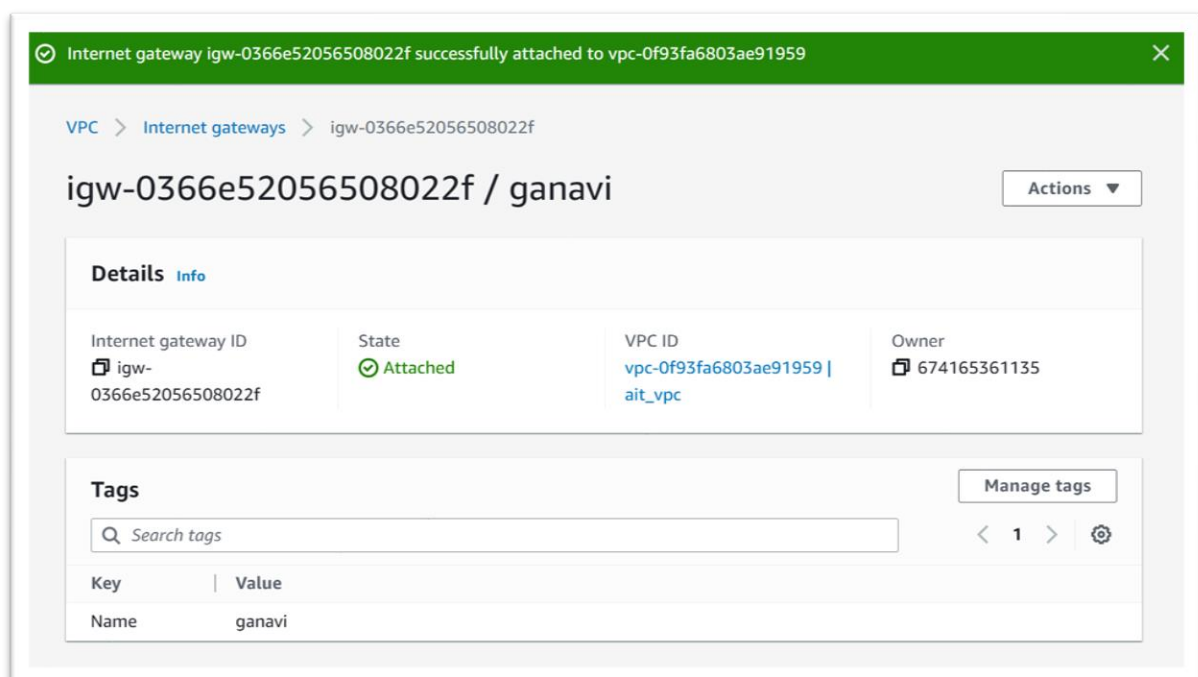 Internet gateway igw-0366e52056508022f successfully attached to vpc-0f93fa6803ae91959
VPC > Internet gateways > igw-0366e52056508022f
igw-0366e52056508022f / ganavi
Actions
Details Info
Internet gateway ID
igw-
0366e52056508022f
State
Attached
VPC ID
vpc-0f93fa6803ae91959 |
ait_vpc
Owner
674165361135
Tags
Manage tags
Search tags
1
Key Value
Name ganavi